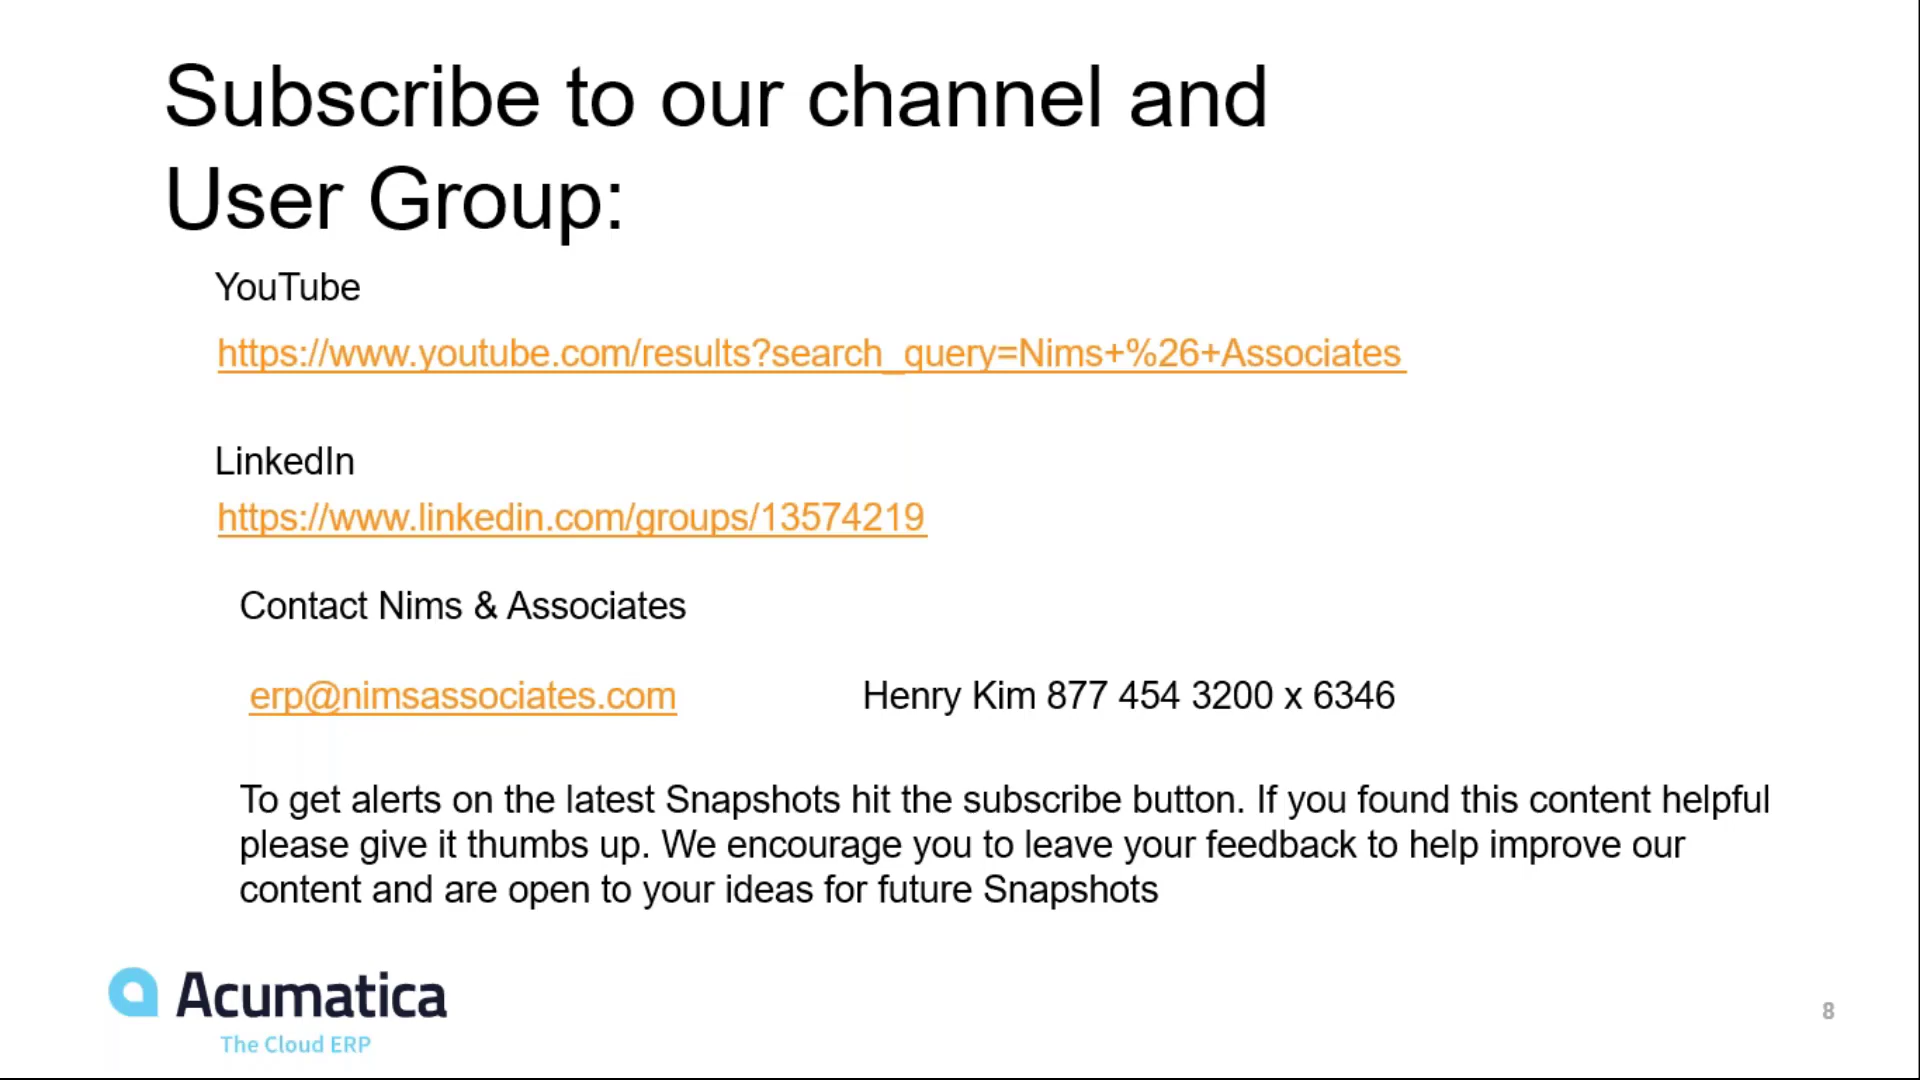 Subscribe to our channel and
User Group:
YouTube
https://www.youtube.com/results?search_query=Nims+%26+Associates
LinkedIn
https://www.linkedin.com/groups/13574219
Contact Nims & Associates
erp@nimsassociates.com Henry Kim 877 454 3200 x 6346
To get alerts on the latest Snapshots hit the subscribe button. If you found this content helpful
please give it thumbs up. We encourage you to leave your feedback to help improve our
content and are open to your ideas for future Snapshots
Acumatica
The Cloud ERP
8